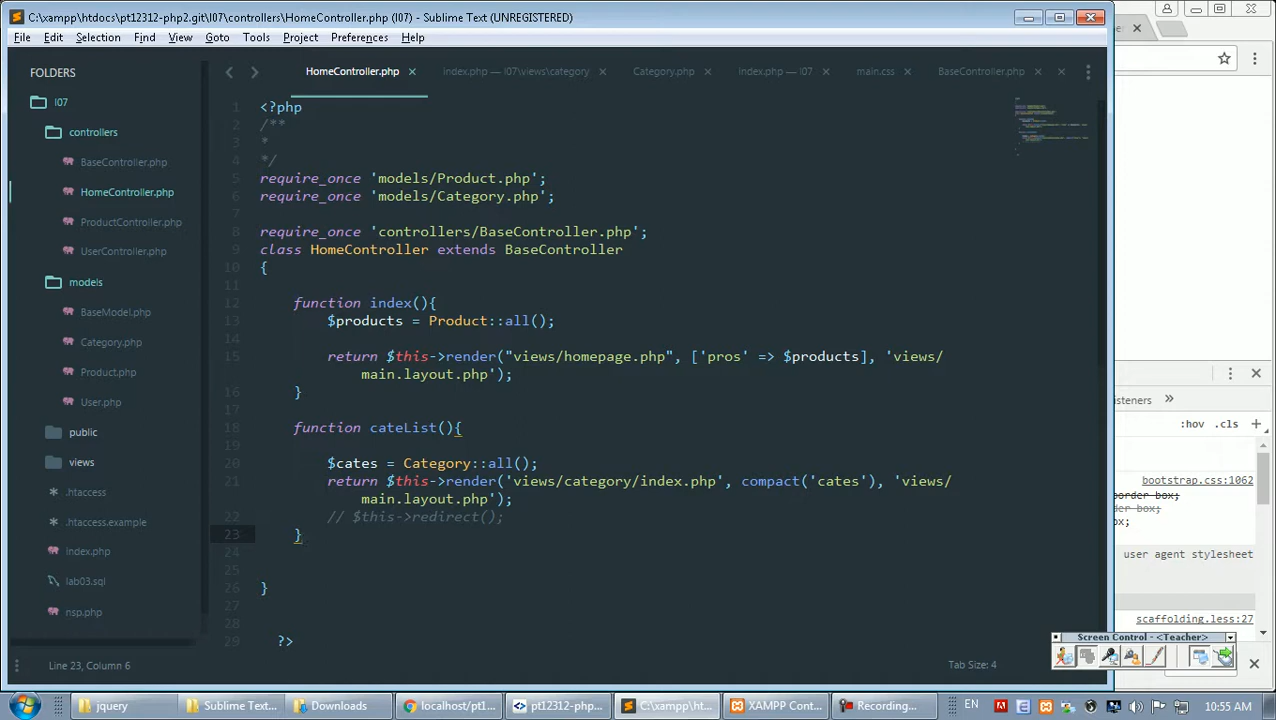 C:\xampp\htdocs\pt12312-php2.git\l07\controllers\HomeController.php (l07) - Sublime Text (UNREGISTERED)
File Edit Selection Find View Goto Tools Project Preferences Help
FOLDERS
l07
controllers
BaseController.php
HomeController.php
ProductController.php
UserController.php
models
BaseModel.php
Category.php
Product.php
User.php
public
views
.htaccess
.htaccess.example
index.php
lab03.sql
nsp.php
HomeController.php index.php — l07\views\category Category.php index.php — l07 main.css BaseController.php
1 <?php
2 /**
3 *
4 */
5 require_once 'models/Product.php';
6 require_once 'models/Category.php';
7
8 require_once 'controllers/BaseController.php';
9 class HomeController extends BaseController
10 {
11
12 function index(){
13 $products = Product::all();
14
15 return $this->render("views/homepage.php", ['pros' => $products], 'views/
main.layout.php');
16 }
17
18 function cateList(){
19
20 $cates = Category::all();
21 return $this->render('views/category/index.php', compact('cates'), 'views/
main.layout.php');
22 // $this->redirect();
23 }
24
25
26 }
27
28
29 ?>
Line 23, Column 6
Tab Size: 4
isteners »
:hov .cls +
bootstrap.css:1062
border-box;
border-box;
ox;
user agent stylesheet
scaffolding.less:27
Screen Control - <Teacher>
jquery
Sublime Text...
Downloads
localhost/pt1...
pt12312-php...
C:\xampp\ht...
XAMPP Contr...
Recording...
EN
10:55 AM